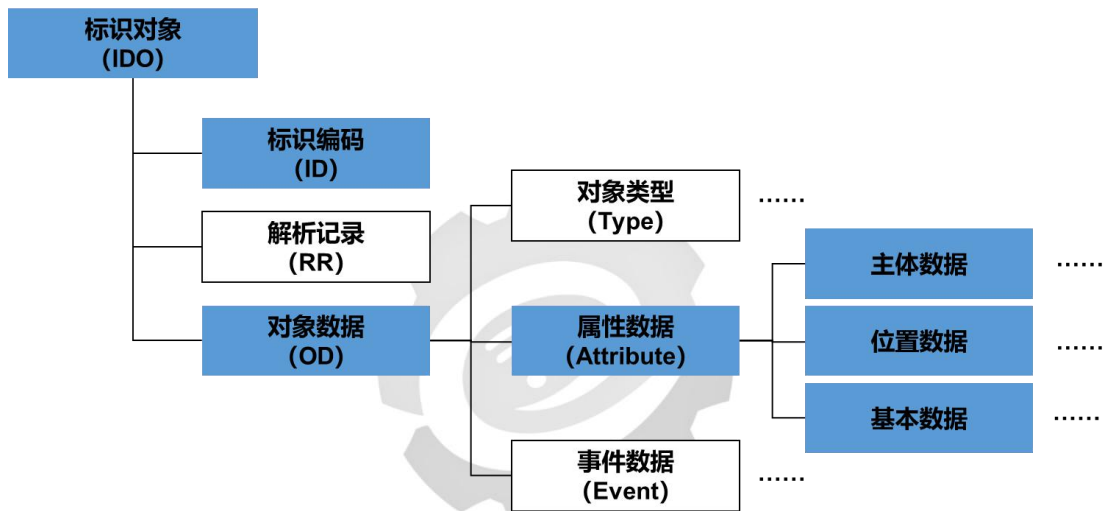 标识对象
(IDO)
标识编码
(ID)
解析记录
(RR)
对象数据
(OD)
对象类型
(Type)
……
属性数据
(Attribute)
事件数据
(Event)
……
主体数据
……
位置数据
……
基本数据
……